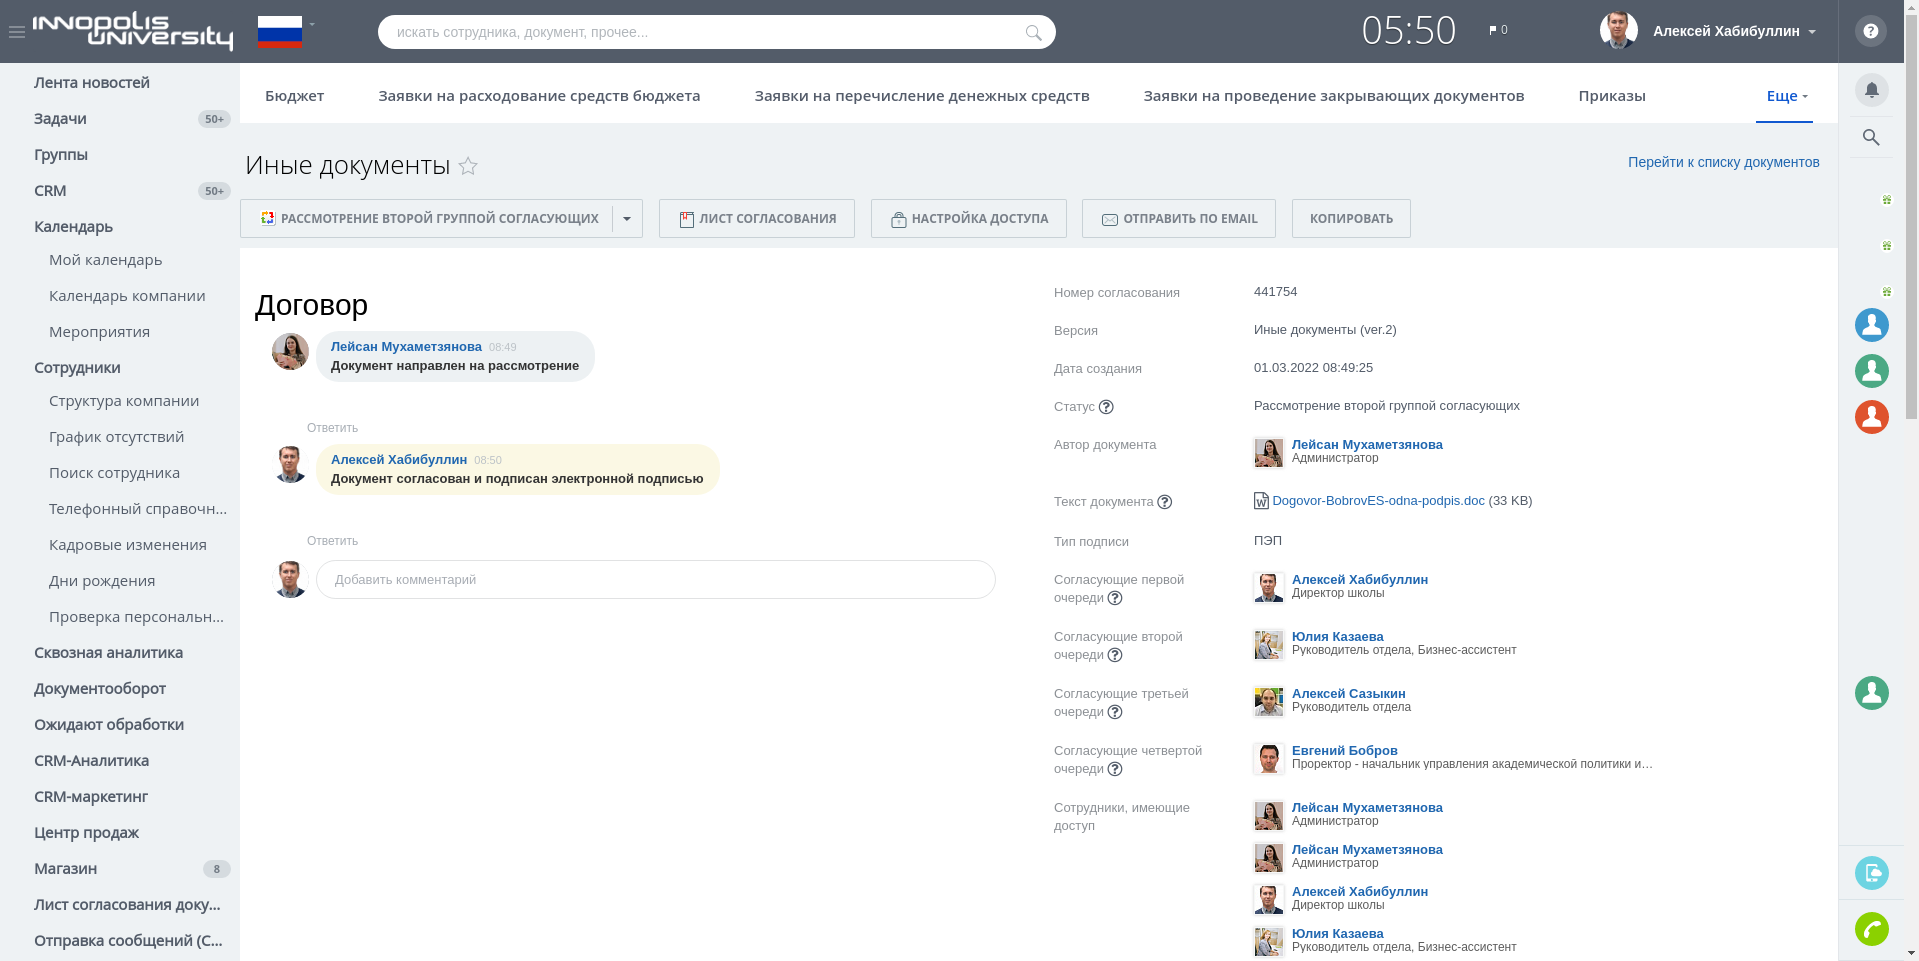 INNOPOLIS
UNIVERSITY
искать сотрудника, документ, прочее...
05:50
0
Алексей Хабибуллин
Лента новостей
Задачи 50+
Группы
CRM 50+
Календарь
Мой календарь
Календарь компании
Мероприятия
Сотрудники
Структура компании
График отсутствий
Поиск сотрудника
Телефонный справочн...
Кадровые изменения
Дни рождения
Проверка персональн...
Сквозная аналитика
Документооборот
Ожидают обработки
CRM-Аналитика
CRM-маркетинг
Центр продаж
Магазин 8
Лист согласования доку...
Отправка сообщений (С...
Бюджет Заявки на расходование средств бюджета Заявки на перечисление денежных средств Заявки на проведение закрывающих документов Приказы Еще
Иные документы
Перейти к списку документов
РАССМОТРЕНИЕ ВТОРОЙ ГРУППОЙ СОГЛАСУЮЩИХ ЛИСТ СОГЛАСОВАНИЯ НАСТРОЙКА ДОСТУПА ОТПРАВИТЬ ПО EMAIL КОПИРОВАТЬ
Договор
Лейсан Мухаметзянова 08:49
Документ направлен на рассмотрение
Ответить
Алексей Хабибуллин 08:50
Документ согласован и подписан электронной подписью
Ответить
Добавить комментарий
Номер согласования 441754
Версия Иные документы (ver.2)
Дата создания 01.03.2022 08:49:25
Статус ? Рассмотрение второй группой согласующих
Автор документа Лейсан Мухаметзянова
Администратор
Текст документа ? Dogovor-BobrovES-odna-podpis.doc (33 KB)
Тип подписи ПЭП
Согласующие первой
очереди ?
Алексей Хабибуллин
Директор школы
Согласующие второй
очереди ?
Юлия Казаева
Руководитель отдела, Бизнес-ассистент
Согласующие третьей
очереди ?
Алексей Сазыкин
Руководитель отдела
Согласующие четвертой
очереди ?
Евгений Бобров
Проректор - начальник управления академической политики и...
Сотрудники, имеющие
доступ
Лейсан Мухаметзянова
Администратор
Лейсан Мухаметзянова
Администратор
Алексей Хабибуллин
Директор школы
Юлия Казаева
Руководитель отдела, Бизнес-ассистент